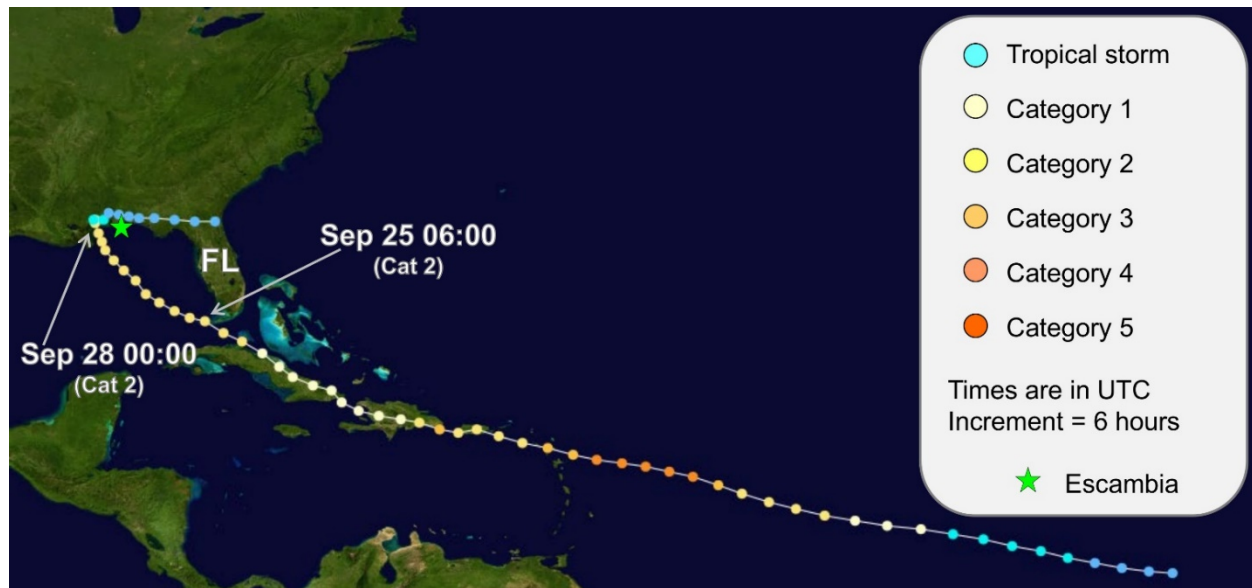 FL
Sep 25 06:00
(Cat 2)
Sep 28 00:00
(Cat 2)
Tropical storm
Category 1
Category 2
Category 3
Category 4
Category 5
Times are in UTC
Increment = 6 hours
Escambia